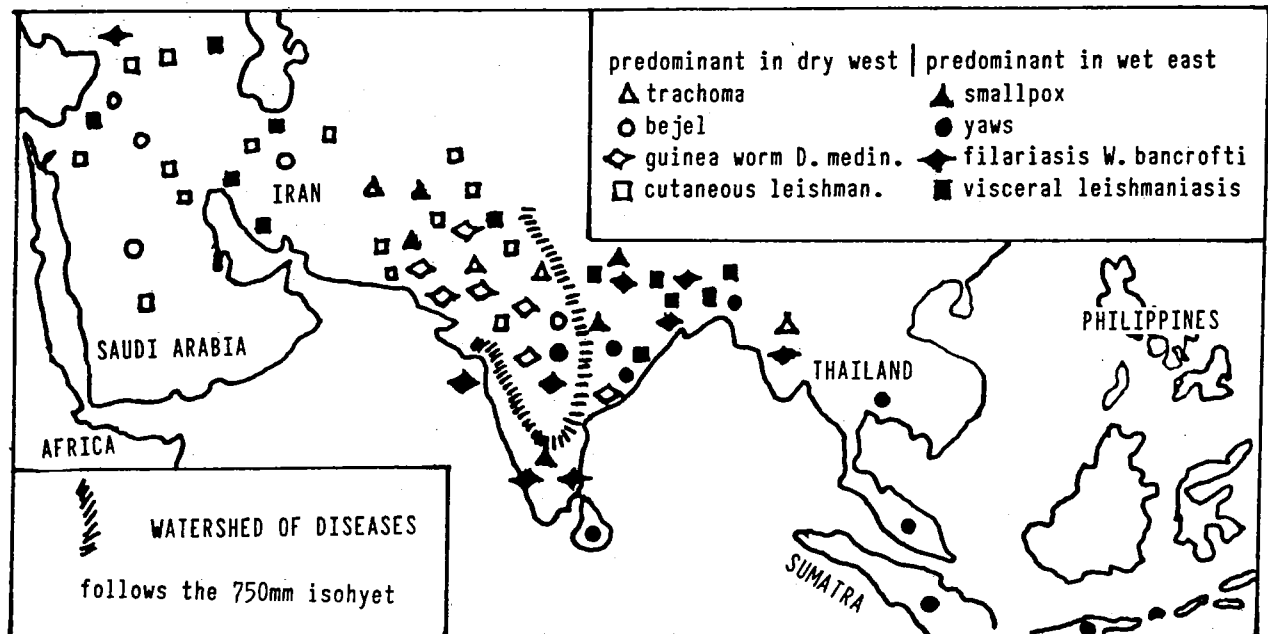 predominant in dry west | predominant in wet east
trachoma smallpox
bejel yaws
guinea worm D. medin. filariasis W. bancrofti
cutaneous leishman. visceral leishmaniasis
IRAN
SAUDI ARABIA
PHILIPPINES
THAILAND
AFRICA
SUMATRA
WATERSHED OF DISEASES
follows the 750mm isohyet